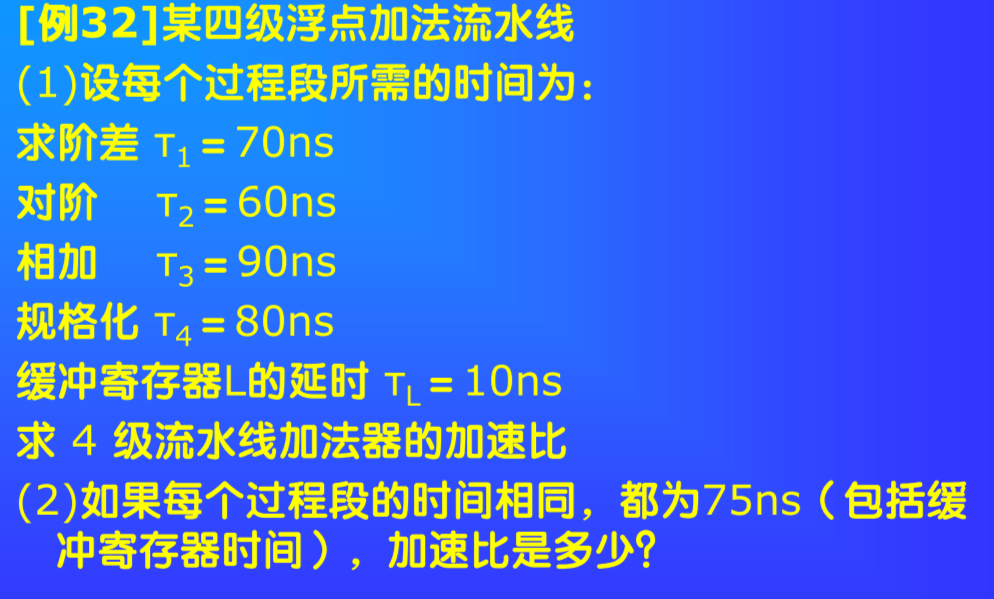 [例32]某四级浮点加法流水线
(1)设每个过程段所需的时间为：
求阶差 τ₁＝70ns
对阶 τ₂＝60ns
相加 τ₃＝90ns
规格化 τ₄＝80ns
缓冲寄存器L的延时 τL＝10ns
求 4 级流水线加法器的加速比
(2)如果每个过程段的时间相同，都为75ns（包括缓
冲寄存器时间），加速比是多少?